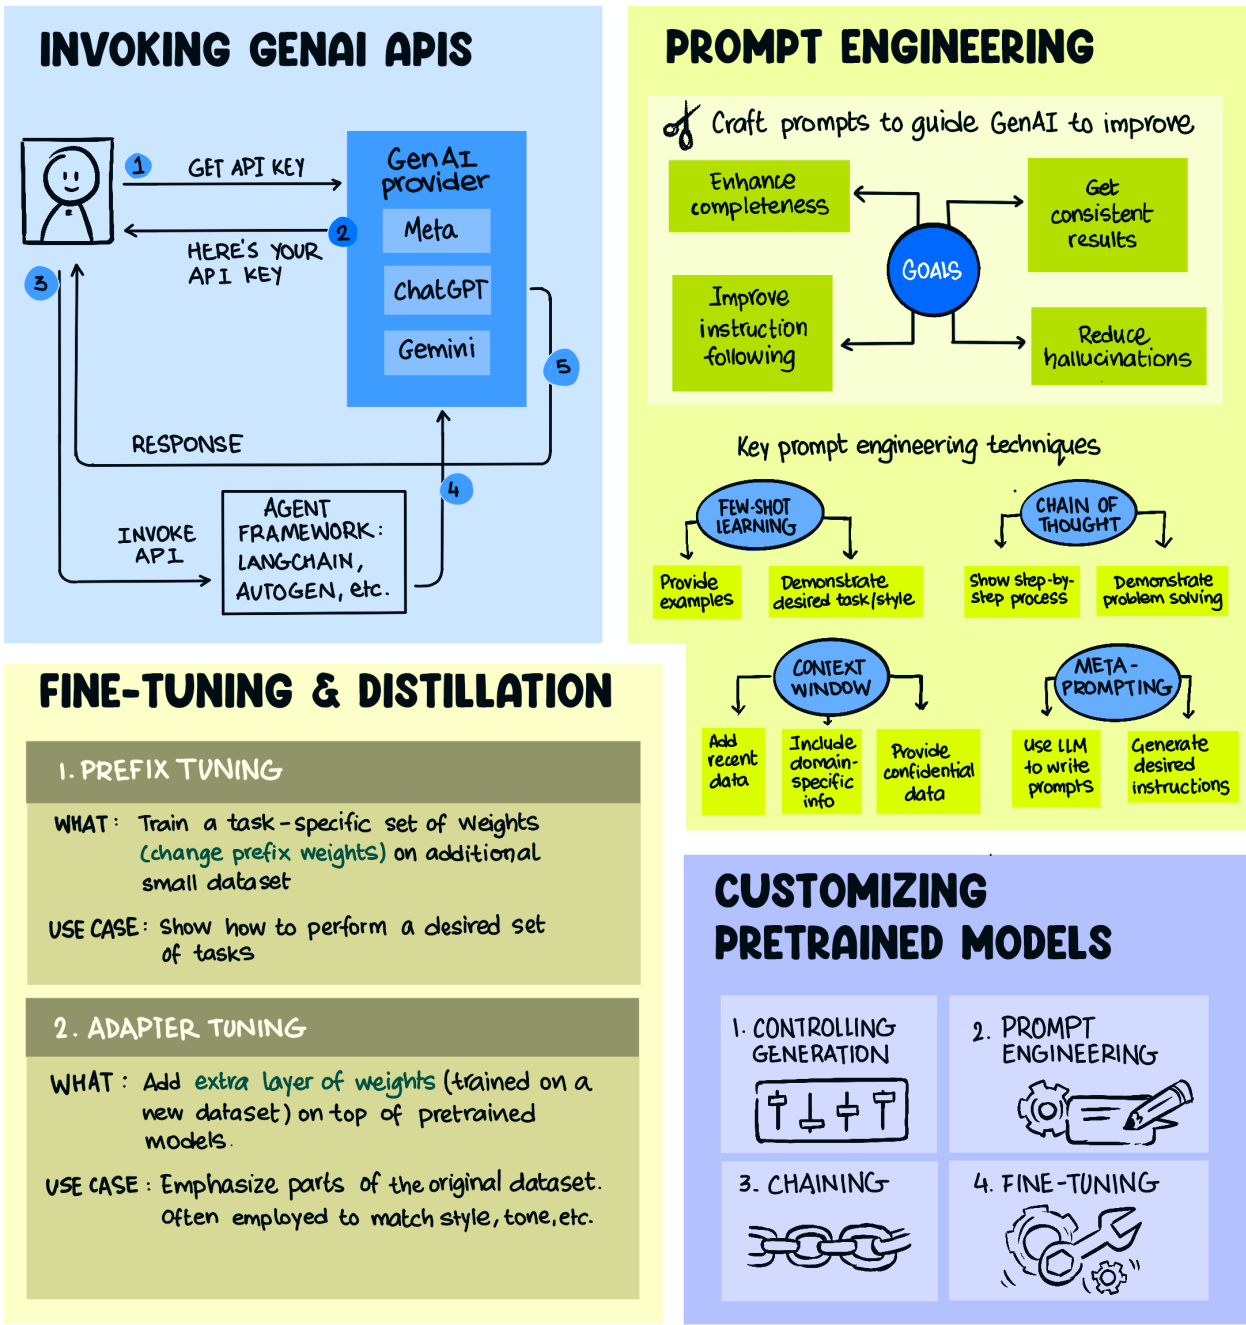 INVOKING GENAI APIS
1
GET API KEY
GenAI
provider
2
HERE'S YOUR
API KEY
Meta
ChatGPT
Gemini
3
5
RESPONSE
4
INVOKE
API
AGENT
FRAMEWORK:
LANGCHAIN,
AUTOGEN, etc.
PROMPT ENGINEERING
Craft prompts to guide GenAI to improve
Enhance
completeness
Get
consistent
results
GOALS
Improve
instruction
following
Reduce
hallucinations
Key prompt engineering techniques
FEW-SHOT
LEARNING
Provide
examples
Demonstrate
desired task/style
CHAIN OF
THOUGHT
Show step-by-
step process
Demonstrate
problem solving
CONTEXT
WINDOW
Add
recent
data
Include
domain-
specific
info
Provide
confidential
data
META-
PROMPTING
Use LLM
to write
prompts
Generate
desired
instructions
FINE-TUNING & DISTILLATION
1. PREFIX TUNING
WHAT: Train a task-specific set of weights
(change prefix weights) on additional
small dataset
USE CASE: Show how to perform a desired set
of tasks
2. ADAPTER TUNING
WHAT: Add extra layer of weights (trained on a
new dataset) on top of pretrained
models.
USE CASE: Emphasize parts of the original dataset.
Often employed to match style, tone, etc.
CUSTOMIZING
PRETRAINED MODELS
1. CONTROLLING
GENERATION
2. PROMPT
ENGINEERING
3. CHAINING
4. FINE-TUNING